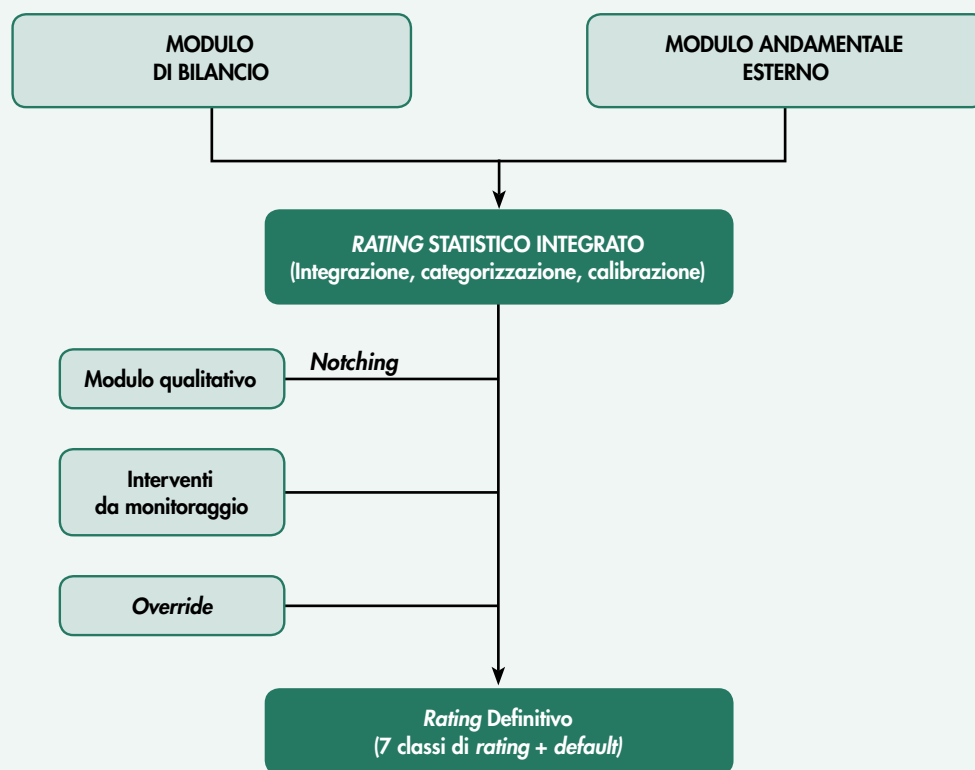 MODULO
DI BILANCIO
MODULO ANDAMENTALE
ESTERNO
RATING STATISTICO INTEGRATO
(Integrazione, categorizzazione, calibrazione)
Notching
Modulo qualitativo
Interventi
da monitoraggio
Override
Rating Definitivo
(7 classi di rating + default)